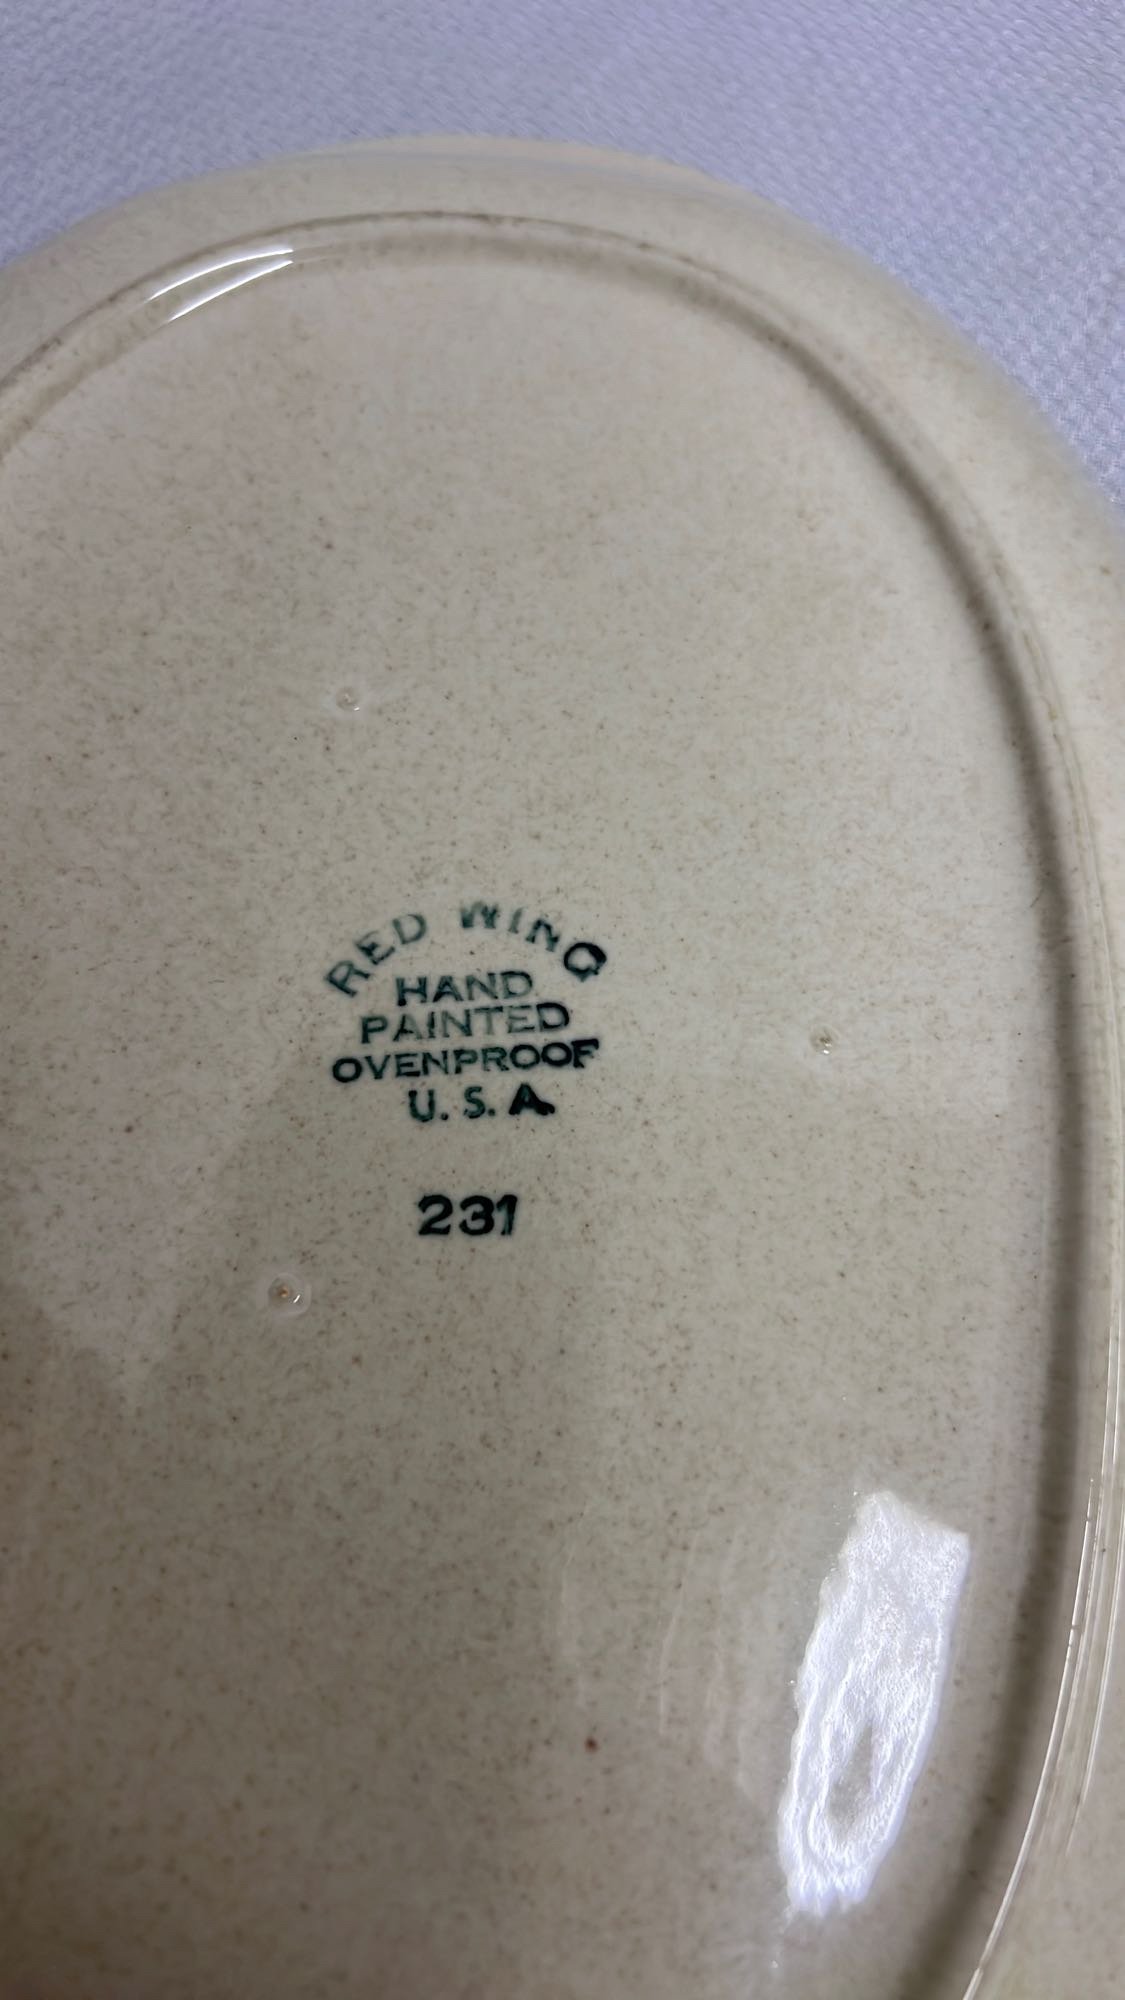 RED WING
HAND
PAINTED
OVENPROOF
U. S. A.
231